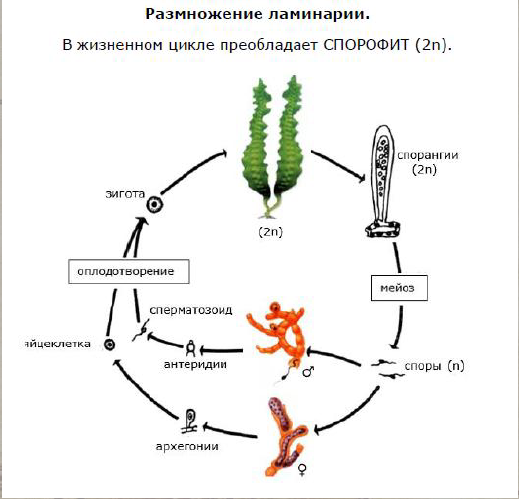 Размножение ламинарии.
В жизненном цикле преобладает СПОРОФИТ (2n).
спорангии
(2n)
зигота
(2n)
оплодотворение
мейоз
сперматозоид
яйцеклетка
антеридии
♂
споры (n)
архегонии
♀